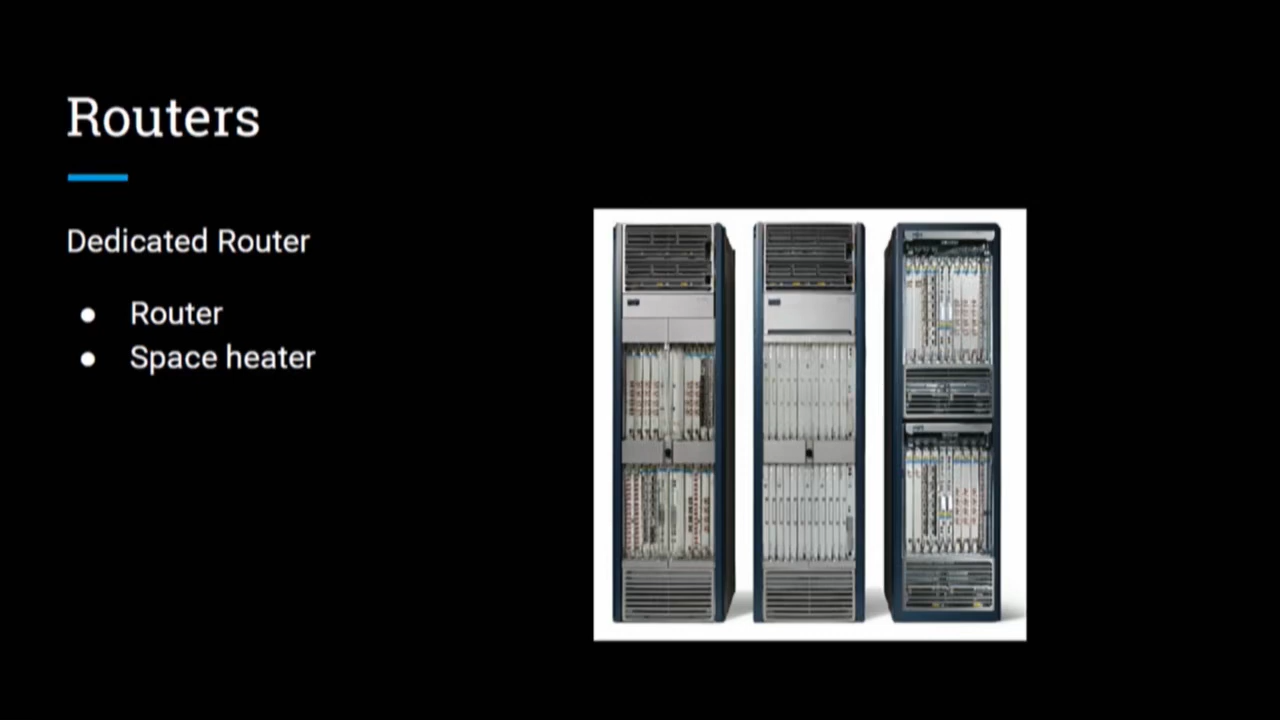 Routers
Dedicated Router
● Router
● Space heater